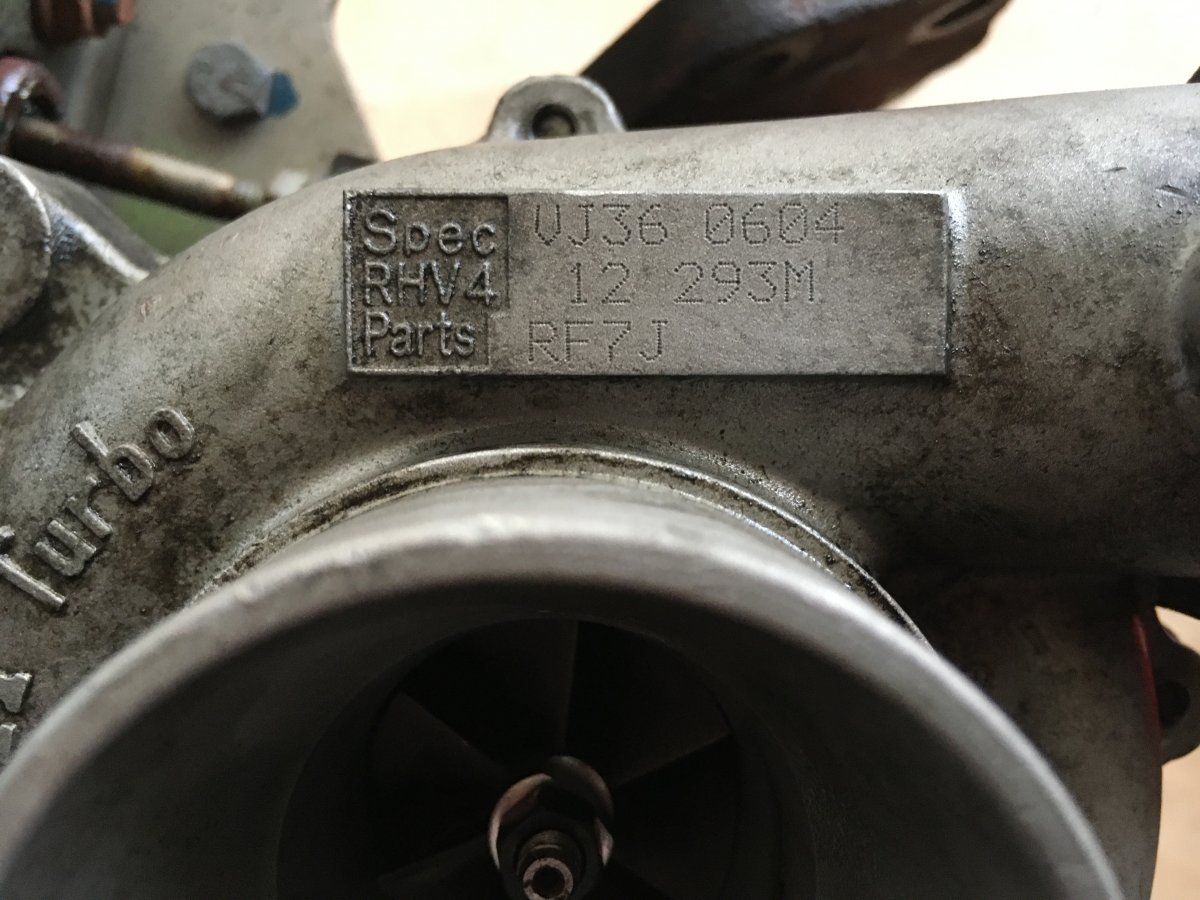 Spec VJ36 0604
RHV4 12 293M
Parts RF7J
Turbo